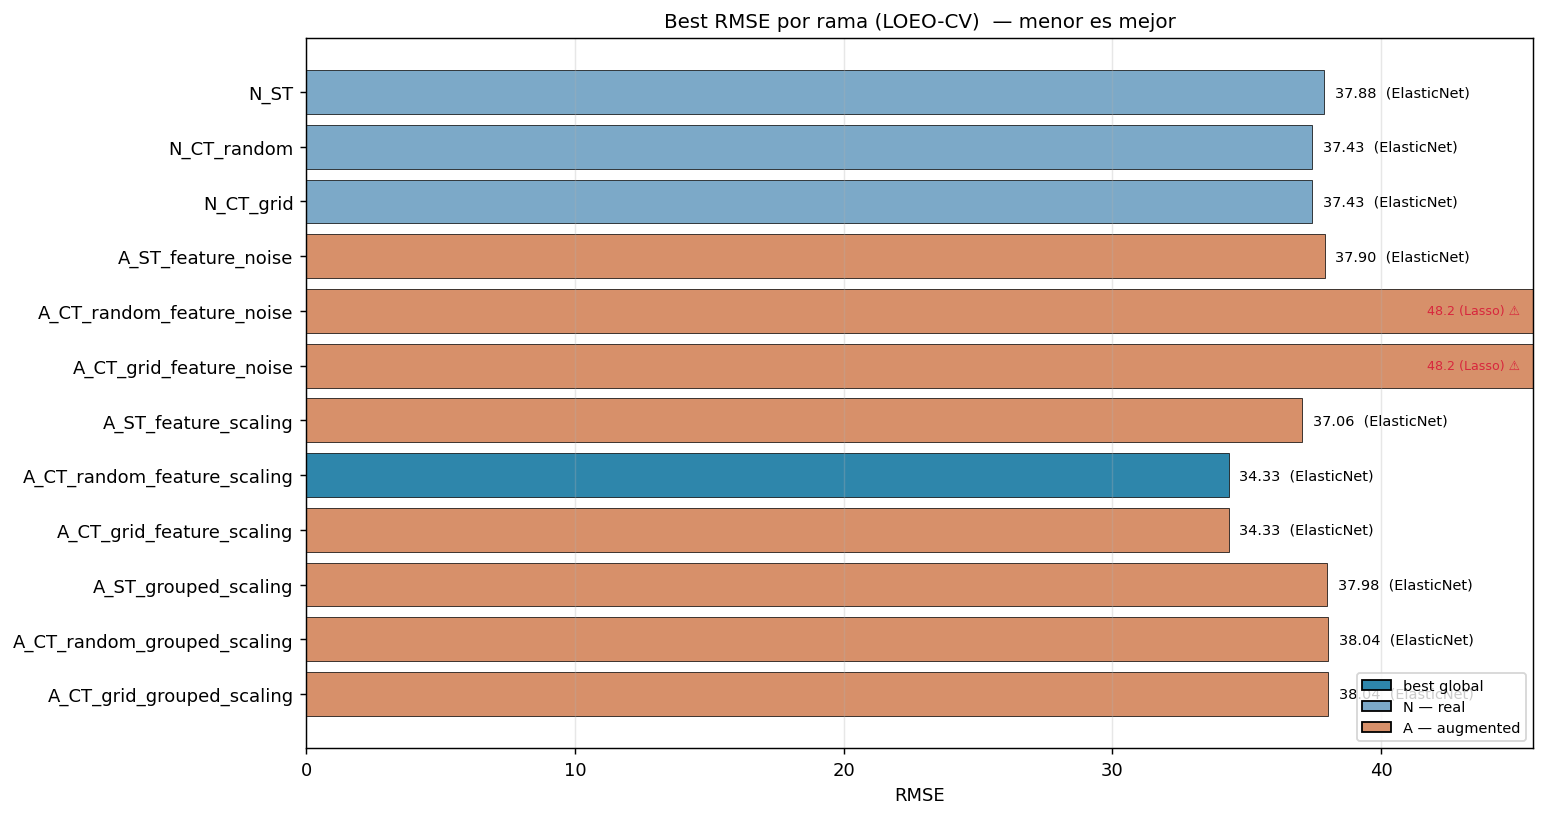 Best RMSE por rama (LOEO-CV) — menor es mejor
N_ST
37.88 (ElasticNet)
N_CT_random
37.43 (ElasticNet)
N_CT_grid
37.43 (ElasticNet)
A_ST_feature_noise
37.90 (ElasticNet)
A_CT_random_feature_noise
48.2 (Lasso) ⚠
A_CT_grid_feature_noise
48.2 (Lasso) ⚠
A_ST_feature_scaling
37.06 (ElasticNet)
A_CT_random_feature_scaling
34.33 (ElasticNet)
A_CT_grid_feature_scaling
34.33 (ElasticNet)
A_ST_grouped_scaling
37.98 (ElasticNet)
A_CT_random_grouped_scaling
38.04 (ElasticNet)
A_CT_grid_grouped_scaling
38.04 (ElasticNet)
best global
N — real
A — augmented
0 10 20 30 40
RMSE